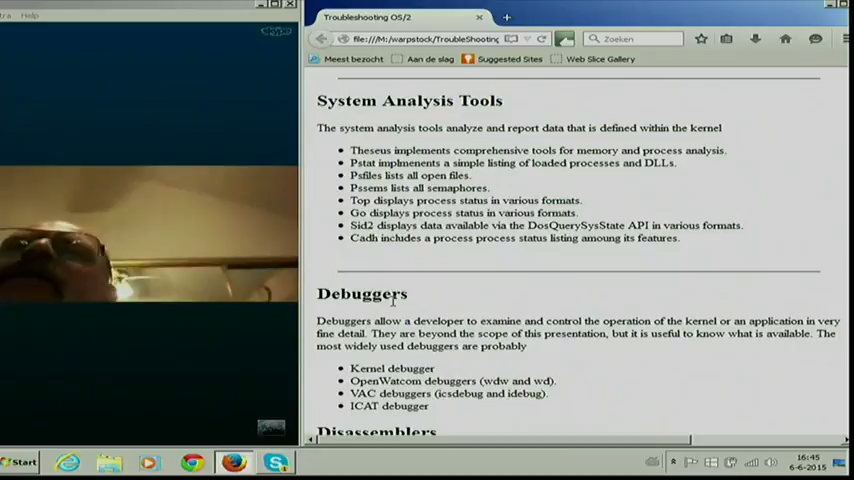 tra Help
Troubleshooting OS/2
file:///M:/warpstock/TroubleShooting
Zoeken
Meest bezocht Aan de slag Suggested Sites Web Slice Gallery
System Analysis Tools
The system analysis tools analyze and report data that is defined within the kernel
Theseus implements comprehensive tools for memory and process analysis.
Pstat implmenents a simple listing of loaded processes and DLLs.
Psfiles lists all open files.
Pssems lists all semaphores.
Top displays process status in various formats.
Go displays process status in various formats.
Sid2 displays data available via the DosQuerySysState API in various formats.
Cadh includes a process process status listing amoung its features.
Debuggers
Debuggers allow a developer to examine and control the operation of the kernel or an application in very
fine detail. They are beyond the scope of this presentation, but it is useful to know what is available. The
most widely used debuggers are probably
Kernel debugger
OpenWatcom debuggers (wdw and wd).
VAC debuggers (icsdebug and idebug).
ICAT debugger
Disassemblers
Start
16:45
6-6-2015